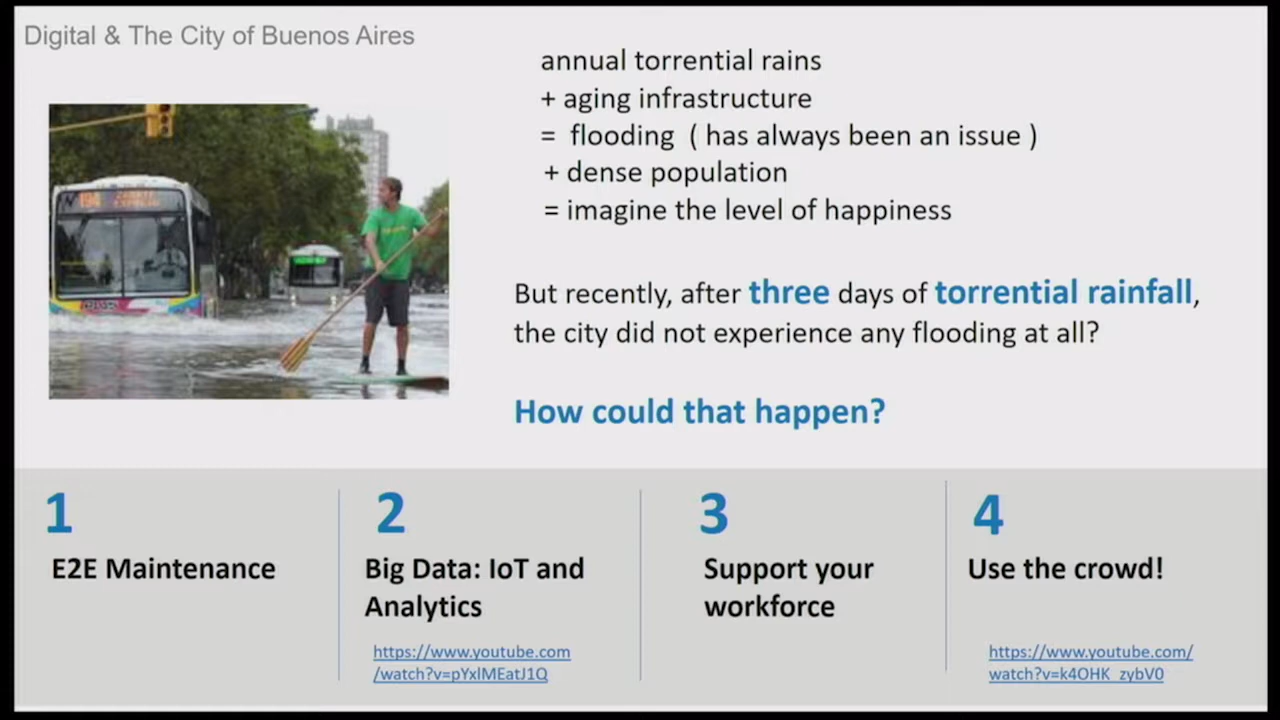 Digital & The City of Buenos Aires
annual torrential rains
+ aging infrastructure
= flooding ( has always been an issue )
+ dense population
= imagine the level of happiness
But recently, after three days of torrential rainfall,
the city did not experience any flooding at all?
How could that happen?
1
E2E Maintenance
2
Big Data: IoT and
Analytics
https://www.youtube.com
/watch?v=pYxlMEatJ1Q
3
Support your
workforce
4
Use the crowd!
https://www.youtube.com/
watch?v=k4OHK_zybV0